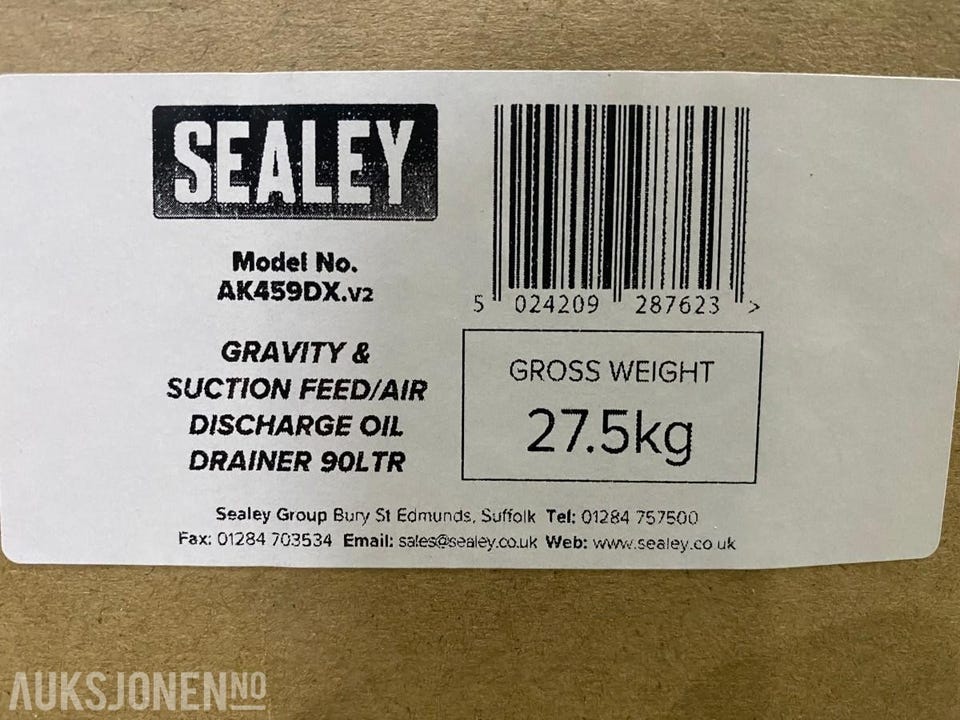 SEALEY
Model No.
AK459DX.V2
GRAVITY &
SUCTION FEED/AIR
DISCHARGE OIL
DRAINER 90LTR
5 024209 287623 >
GROSS WEIGHT
27.5kg
Sealey Group Bury St Edmunds, Suffolk Tel: 01284 757500
Fax: 01284 703534 Email: sales@sealey.co.uk Web: www.sealey.co.uk
AUKSJONEN.NO